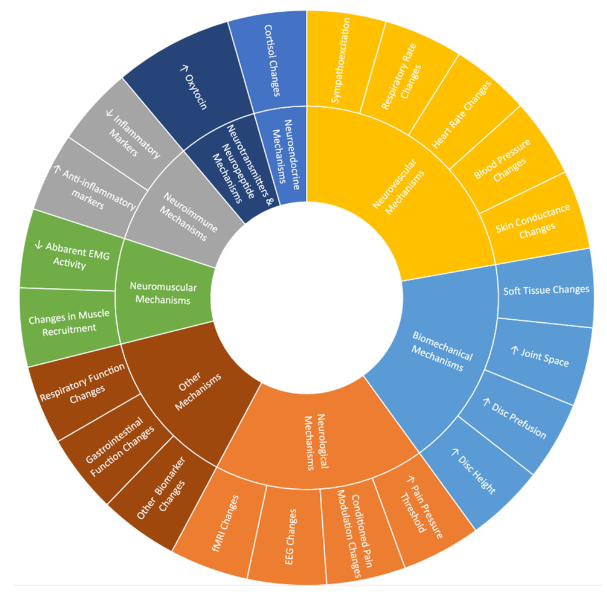 Sympathoexcitation
Respiratory Rate
Changes
Heart Rate Changes
Blood Pressure
Changes
Skin Conductance
Changes
Neurovascular
Mechanisms
Soft Tissue Changes
↑ Joint Space
↑ Disc Prefusion
↑ Disc Height
Biomechanical
Mechanisms
↑ Pain Pressure
Threshold
Conditioned Pain
Modulation Changes
EEG Changes
fMRI Changes
Neurological
Mechanisms
Other Biomarker
Changes
Gastrointestinal
Function Changes
Respiratory Function
Changes
Other
Mechanisms
Changes in Muscle
Recruitment
↓ Abbarent EMG
Activity
Neuromuscular
Mechanisms
↑ Anti-inflammatory
markers
↓ Inflammatory
Markers
Neuroimmune
Mechanisms
↑ Oxytocin
Neurotransmitters &
Neuropeptide
Mechanisms
Cortisol Changes
Neuroendocrine
Mechanisms